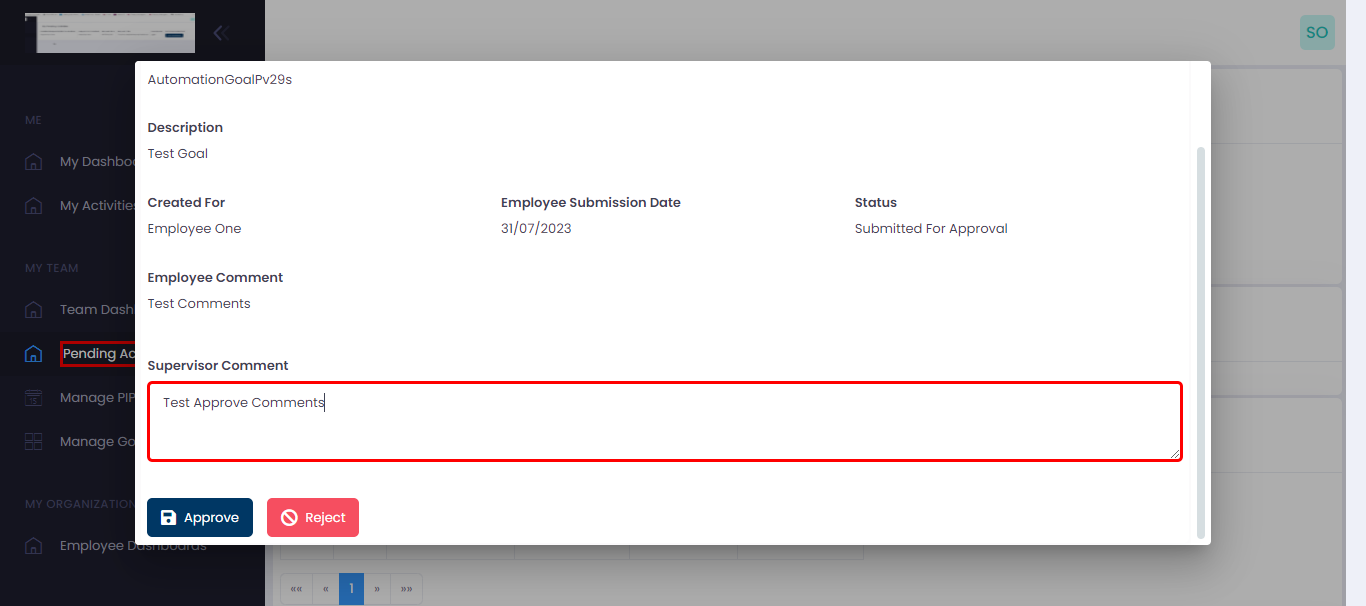 SO
ME
My Dashbo
My Activities
MY TEAM
Team Dash
Pending Ac
Manage PIP
Manage Go
MY ORGANIZATION
Employee Dashboards
AutomationGoalPv29s
Description
Test Goal
Created For
Employee Submission Date
Status
Employee One
31/07/2023
Submitted For Approval
Employee Comment
Test Comments
Supervisor Comment
Test Approve Comments
Approve
Reject
«« « 1 » »»